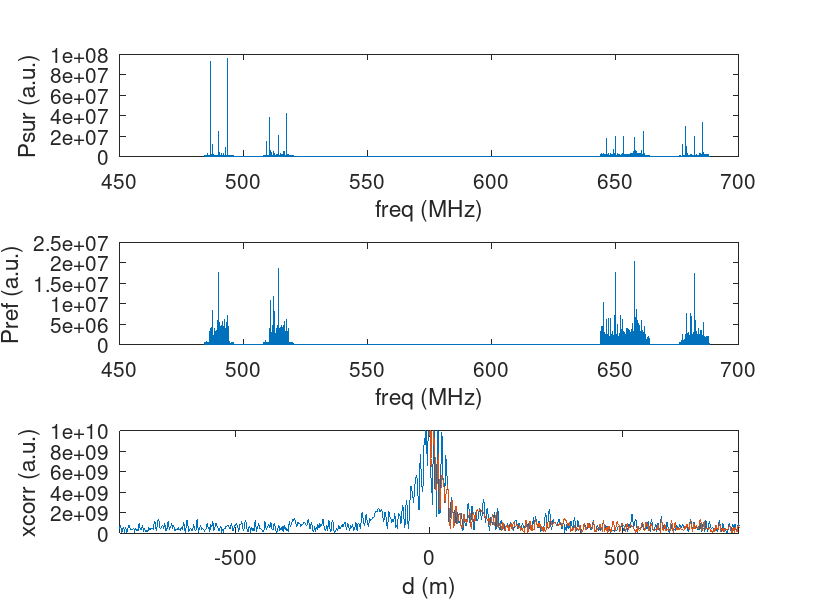 Psur (a.u.)
1e+08
8e+07
6e+07
4e+07
2e+07
0
450 500 550 600 650 700
freq (MHz)
Pref (a.u.)
2.5e+07
2e+07
1.5e+07
1e+07
5e+06
0
450 500 550 600 650 700
freq (MHz)
xcorr (a.u.)
1e+10
8e+09
6e+09
4e+09
2e+09
0
-500 0 500
d (m)